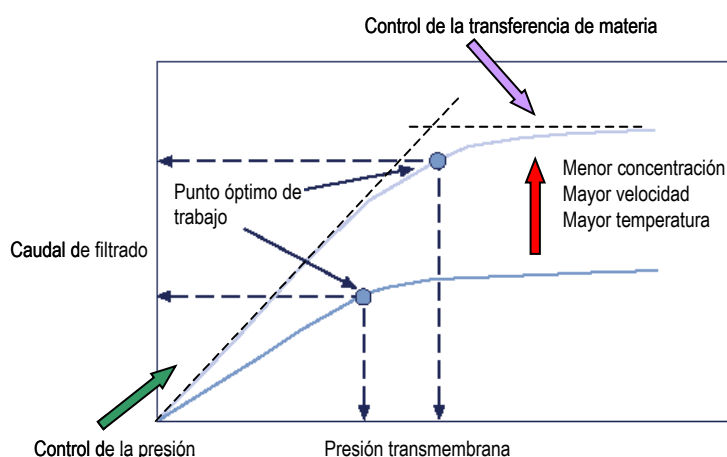 Control de la transferencia de materia
Menor concentración
Mayor velocidad
Mayor temperatura
Punto óptimo de
trabajo
Caudal de filtrado
Control de la presión
Presión transmembrana